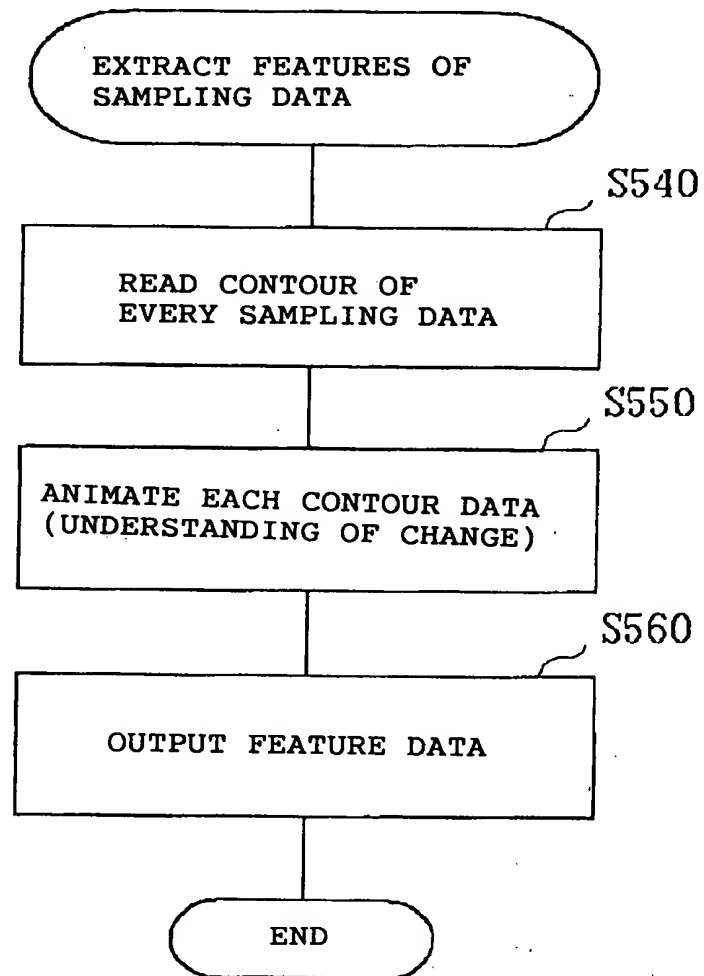 EXTRACT FEATURES OF
SAMPLING DATA
S540
READ CONTOUR OF
EVERY SAMPLING DATA
S550
ANIMATE EACH CONTOUR DATA
(UNDERSTANDING OF CHANGE)
S560
OUTPUT FEATURE DATA
END